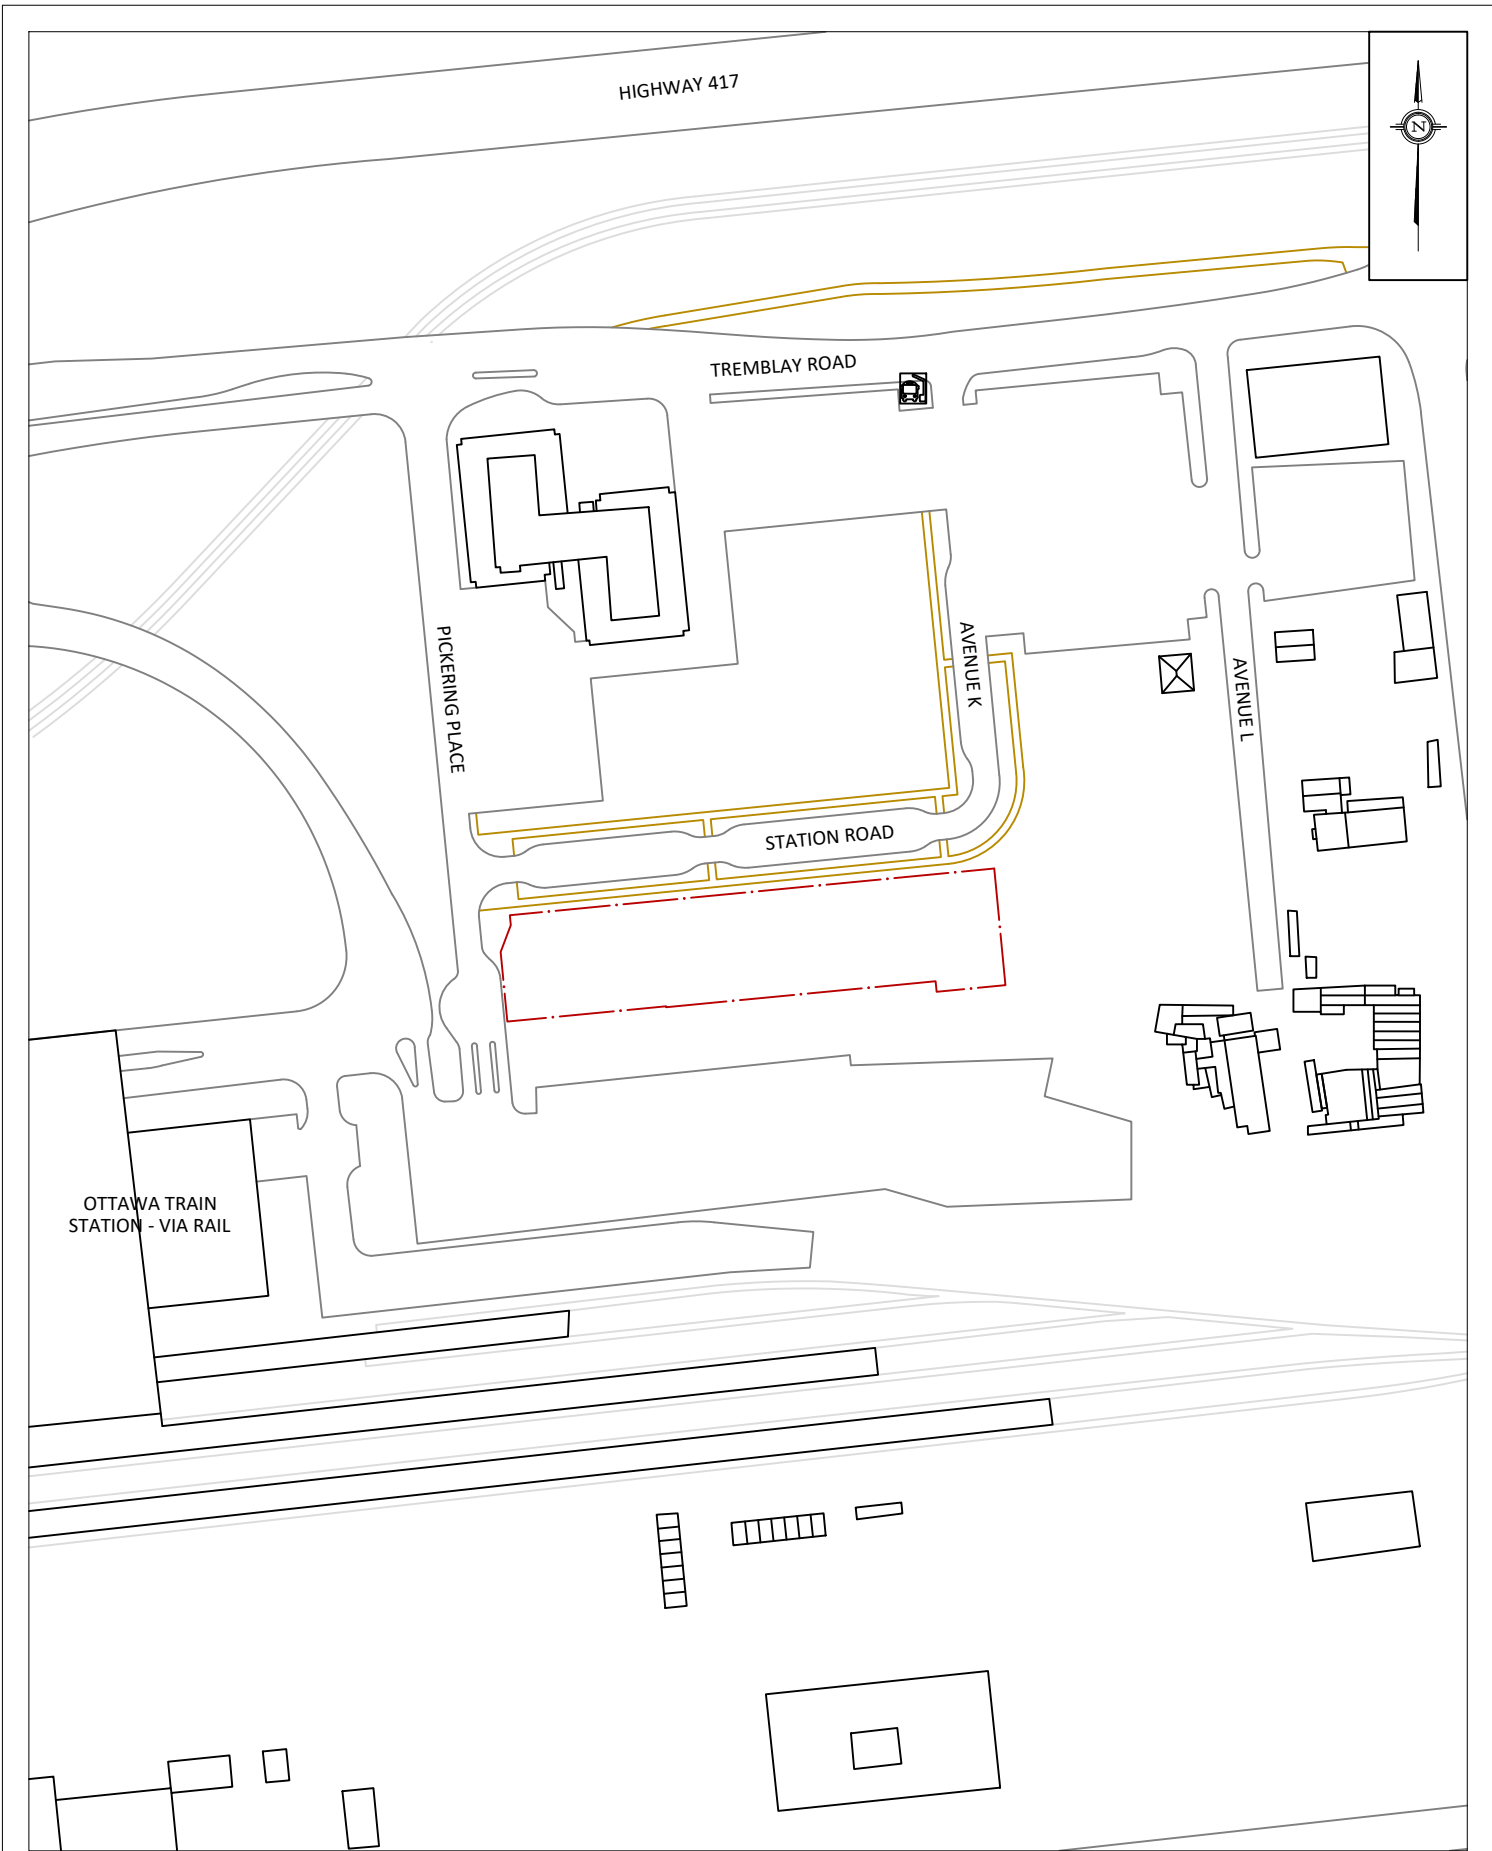 HIGHWAY 417
N
TREMBLAY ROAD
PICKERING PLACE
AVENUE K
AVENUE L
STATION ROAD
OTTAWA TRAIN
STATION - VIA RAIL